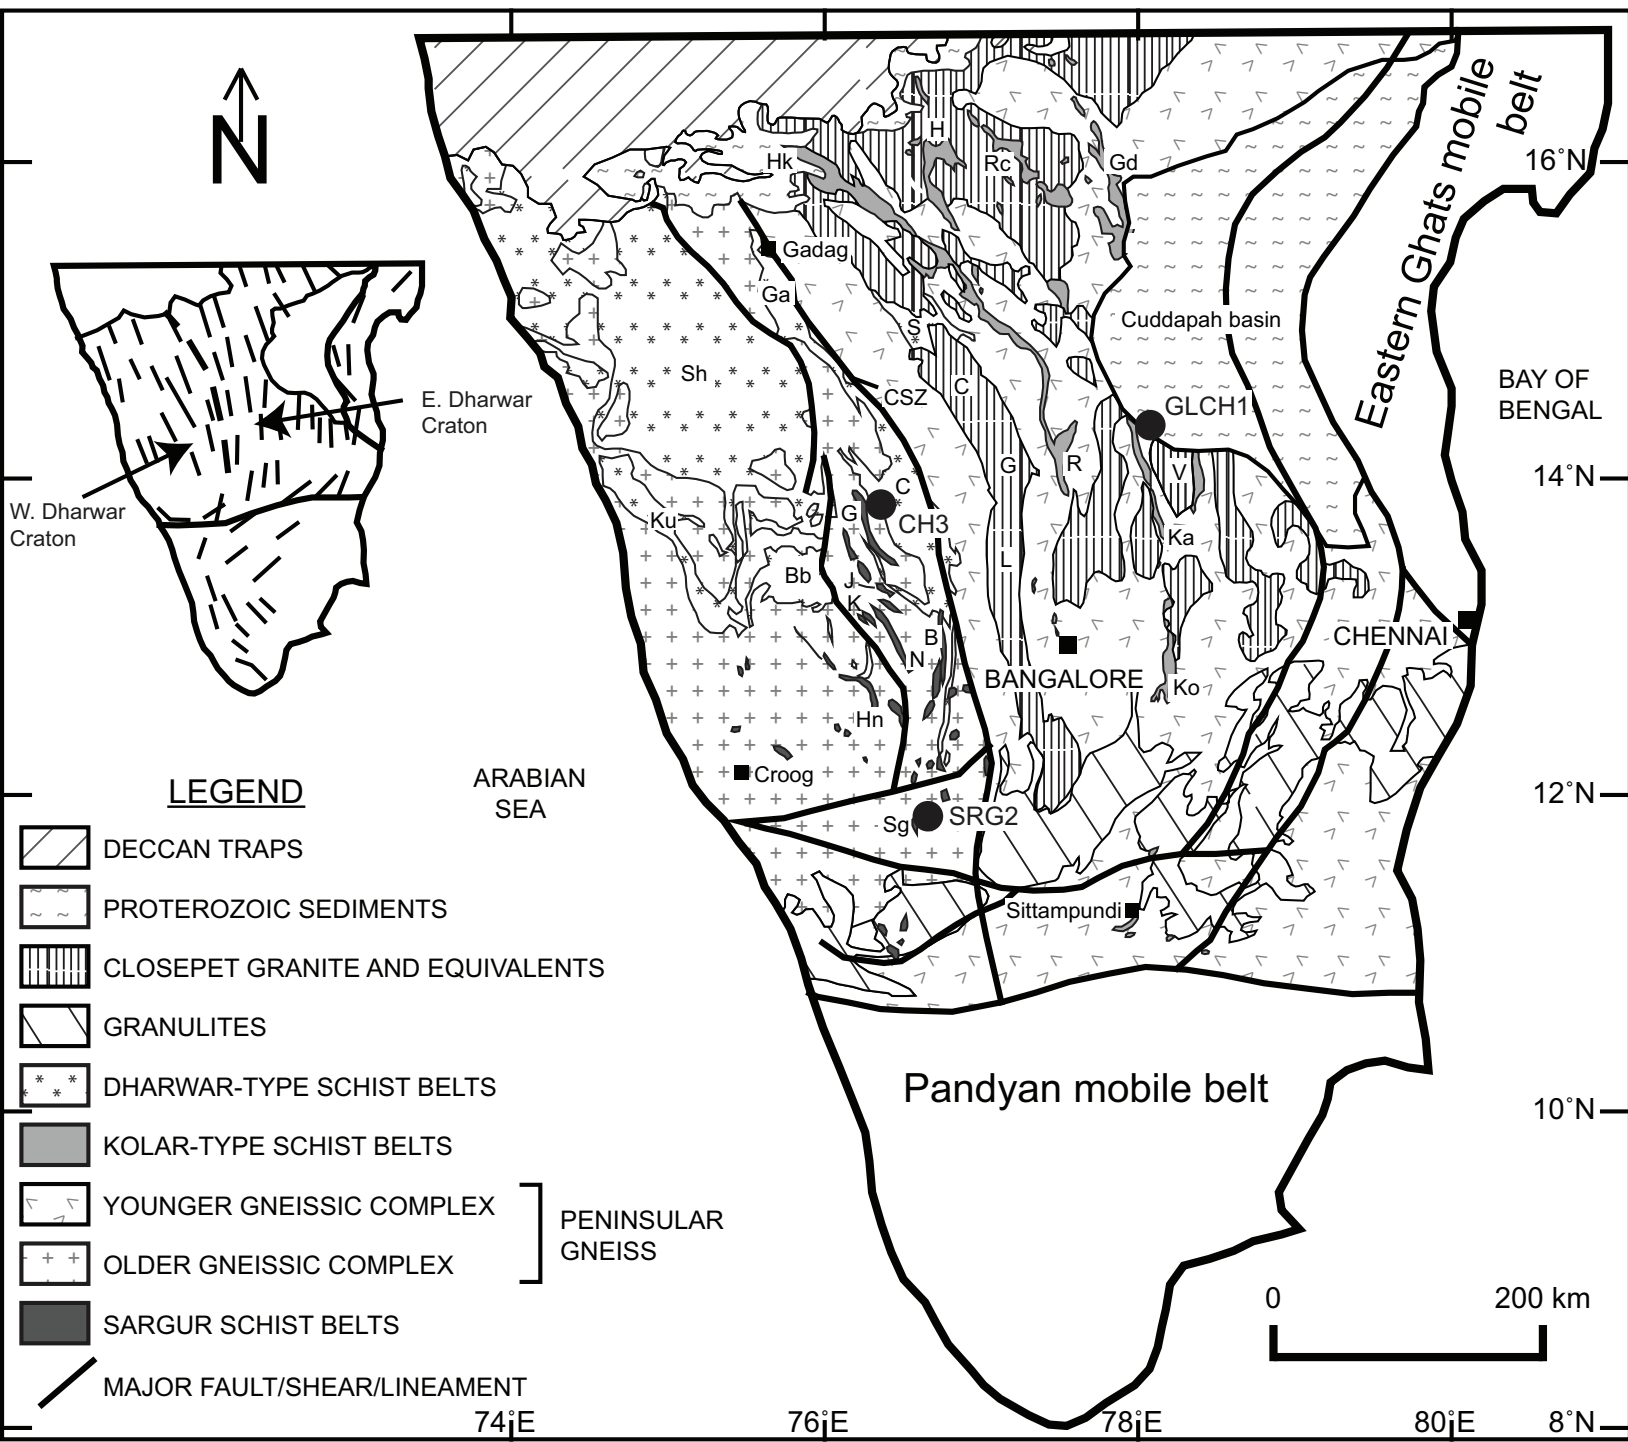 N
Eastern Ghats mobile
belt
16°N
H
Hk
Rc
Gd
Gadag
Ga
Cuddapah basin
S
Sh
C
CSZ
BAY OF
BENGAL
E. Dharwar
Craton
GLCH1
G
R
V
14°N
C
G
CH3
W. Dharwar
Craton
Ku
Ka
L
Bb
J
K
B
N
CHENNAI
BANGALORE
Ko
Hn
ARABIAN
SEA
Croog
12°N
Sg
SRG2
Sittampundi
LEGEND
DECCAN TRAPS
PROTEROZOIC SEDIMENTS
CLOSEPET GRANITE AND EQUIVALENTS
GRANULITES
DHARWAR-TYPE SCHIST BELTS
KOLAR-TYPE SCHIST BELTS
YOUNGER GNEISSIC COMPLEX
OLDER GNEISSIC COMPLEX
PENINSULAR
GNEISS
SARGUR SCHIST BELTS
MAJOR FAULT/SHEAR/LINEAMENT
Pandyan mobile belt
10°N
0 200 km
74°E 76°E 78°E 80°E 8°N